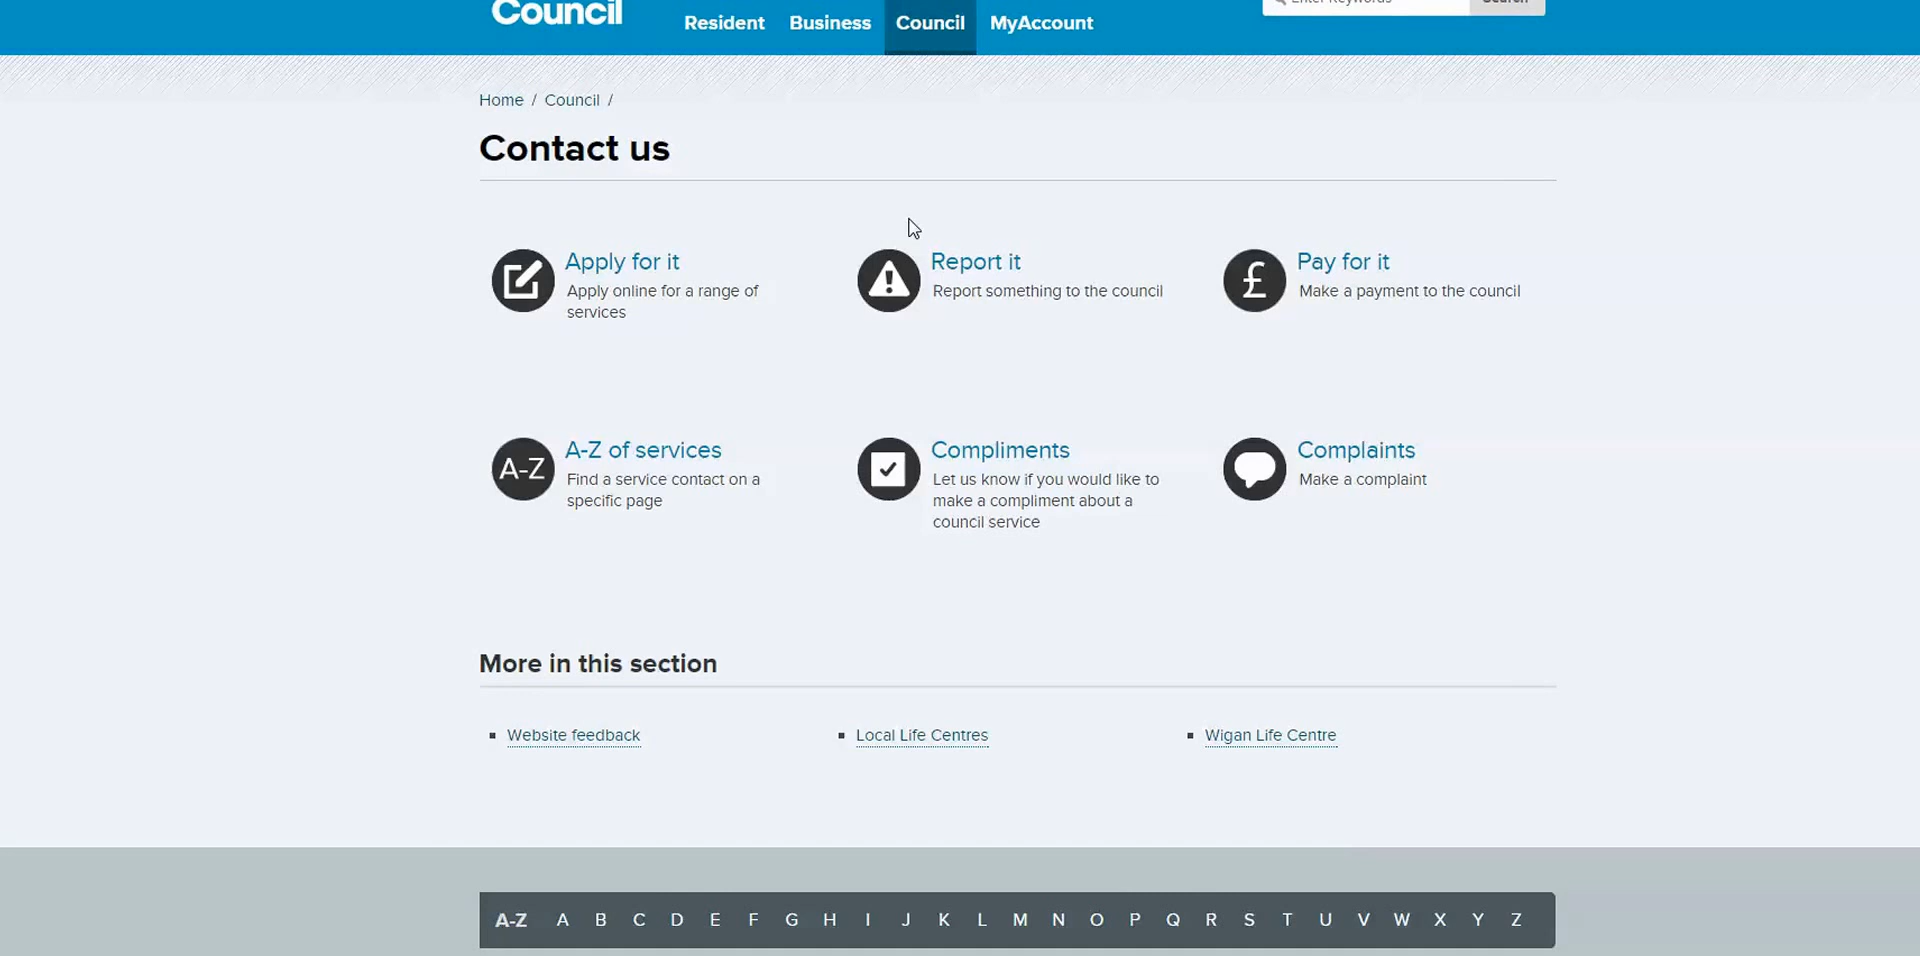 Council
Resident Business Council MyAccount
Enter Keywords Search
Home / Council /
Contact us
Apply for it
Apply online for a range of
services
Report it
Report something to the council
£
Pay for it
Make a payment to the council
A-Z
A-Z of services
Find a service contact on a
specific page
Compliments
Let us know if you would like to
make a compliment about a
council service
Complaints
Make a complaint
More in this section
Website feedback
Local Life Centres
Wigan Life Centre
A-Z A B C D E F G H I J K L M N O P Q R S T U V W X Y Z